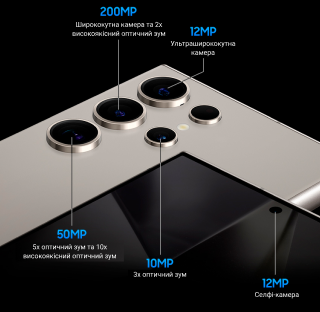 200MP
Ширококутна камера та 2x
високоякісний оптичний зум
12MP
Ультраширококутна
камера
50MP
5x оптичний зум та 10x
високоякісний оптичний зум
10MP
3x оптичний зум
12MP
Селфі-камера